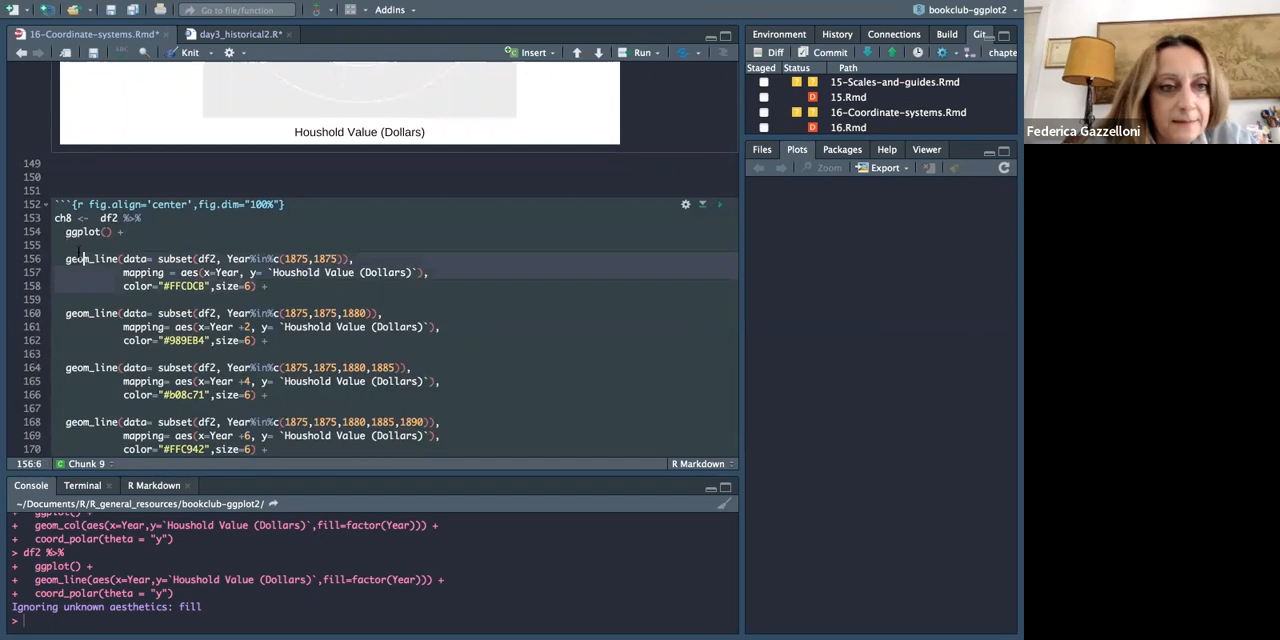 Go to file/function
Addins
bookclub-ggplot2
16-Coordinate-systems.Rmd*
day3_historical2.R*
Knit
Insert
Run
Houshold Value (Dollars)
149
150
151
152 ```{r fig.align='center',fig.dim="100%"}
153 ch8 <- df2 %>%
154 ggplot() +
155
156 geom_line(data= subset(df2, Year%in%c(1875,1875)),
157 mapping = aes(x=Year, y= `Houshold Value (Dollars)`),
158 color="#FFCDCB",size=6) +
159
160 geom_line(data= subset(df2, Year%in%c(1875,1875,1880)),
161 mapping= aes(x=Year +2, y= `Houshold Value (Dollars)`),
162 color="#989EB4",size=6) +
163
164 geom_line(data= subset(df2, Year%in%c(1875,1875,1880,1885)),
165 mapping= aes(x=Year +4, y= `Houshold Value (Dollars)`),
166 color="#b08c71",size=6) +
167
168 geom_line(data= subset(df2, Year%in%c(1875,1875,1880,1885,1890)),
169 mapping= aes(x=Year +6, y= `Houshold Value (Dollars)`),
170 color="#FFC942",size=6) +
156:6 Chunk 9 R Markdown
Console Terminal R Markdown
~/Documents/R/R_general_resources/bookclub-ggplot2/
+ ggplot() +
+ geom_col(aes(x=Year,y=`Houshold Value (Dollars)`,fill=factor(Year))) +
+ coord_polar(theta = "y")
> df2 %>%
+ ggplot() +
+ geom_line(aes(x=Year,y=`Houshold Value (Dollars)`,fill=factor(Year))) +
+ coord_polar(theta = "y")
Ignoring unknown aesthetics: fill
>
Environment History Connections Build Git
Diff Commit chapte
Staged Status Path
15-Scales-and-guides.Rmd
D 15.Rmd
16-Coordinate-systems.Rmd
D 16.Rmd
Files Plots Packages Help Viewer
Zoom Export
Federica Gazzelloni